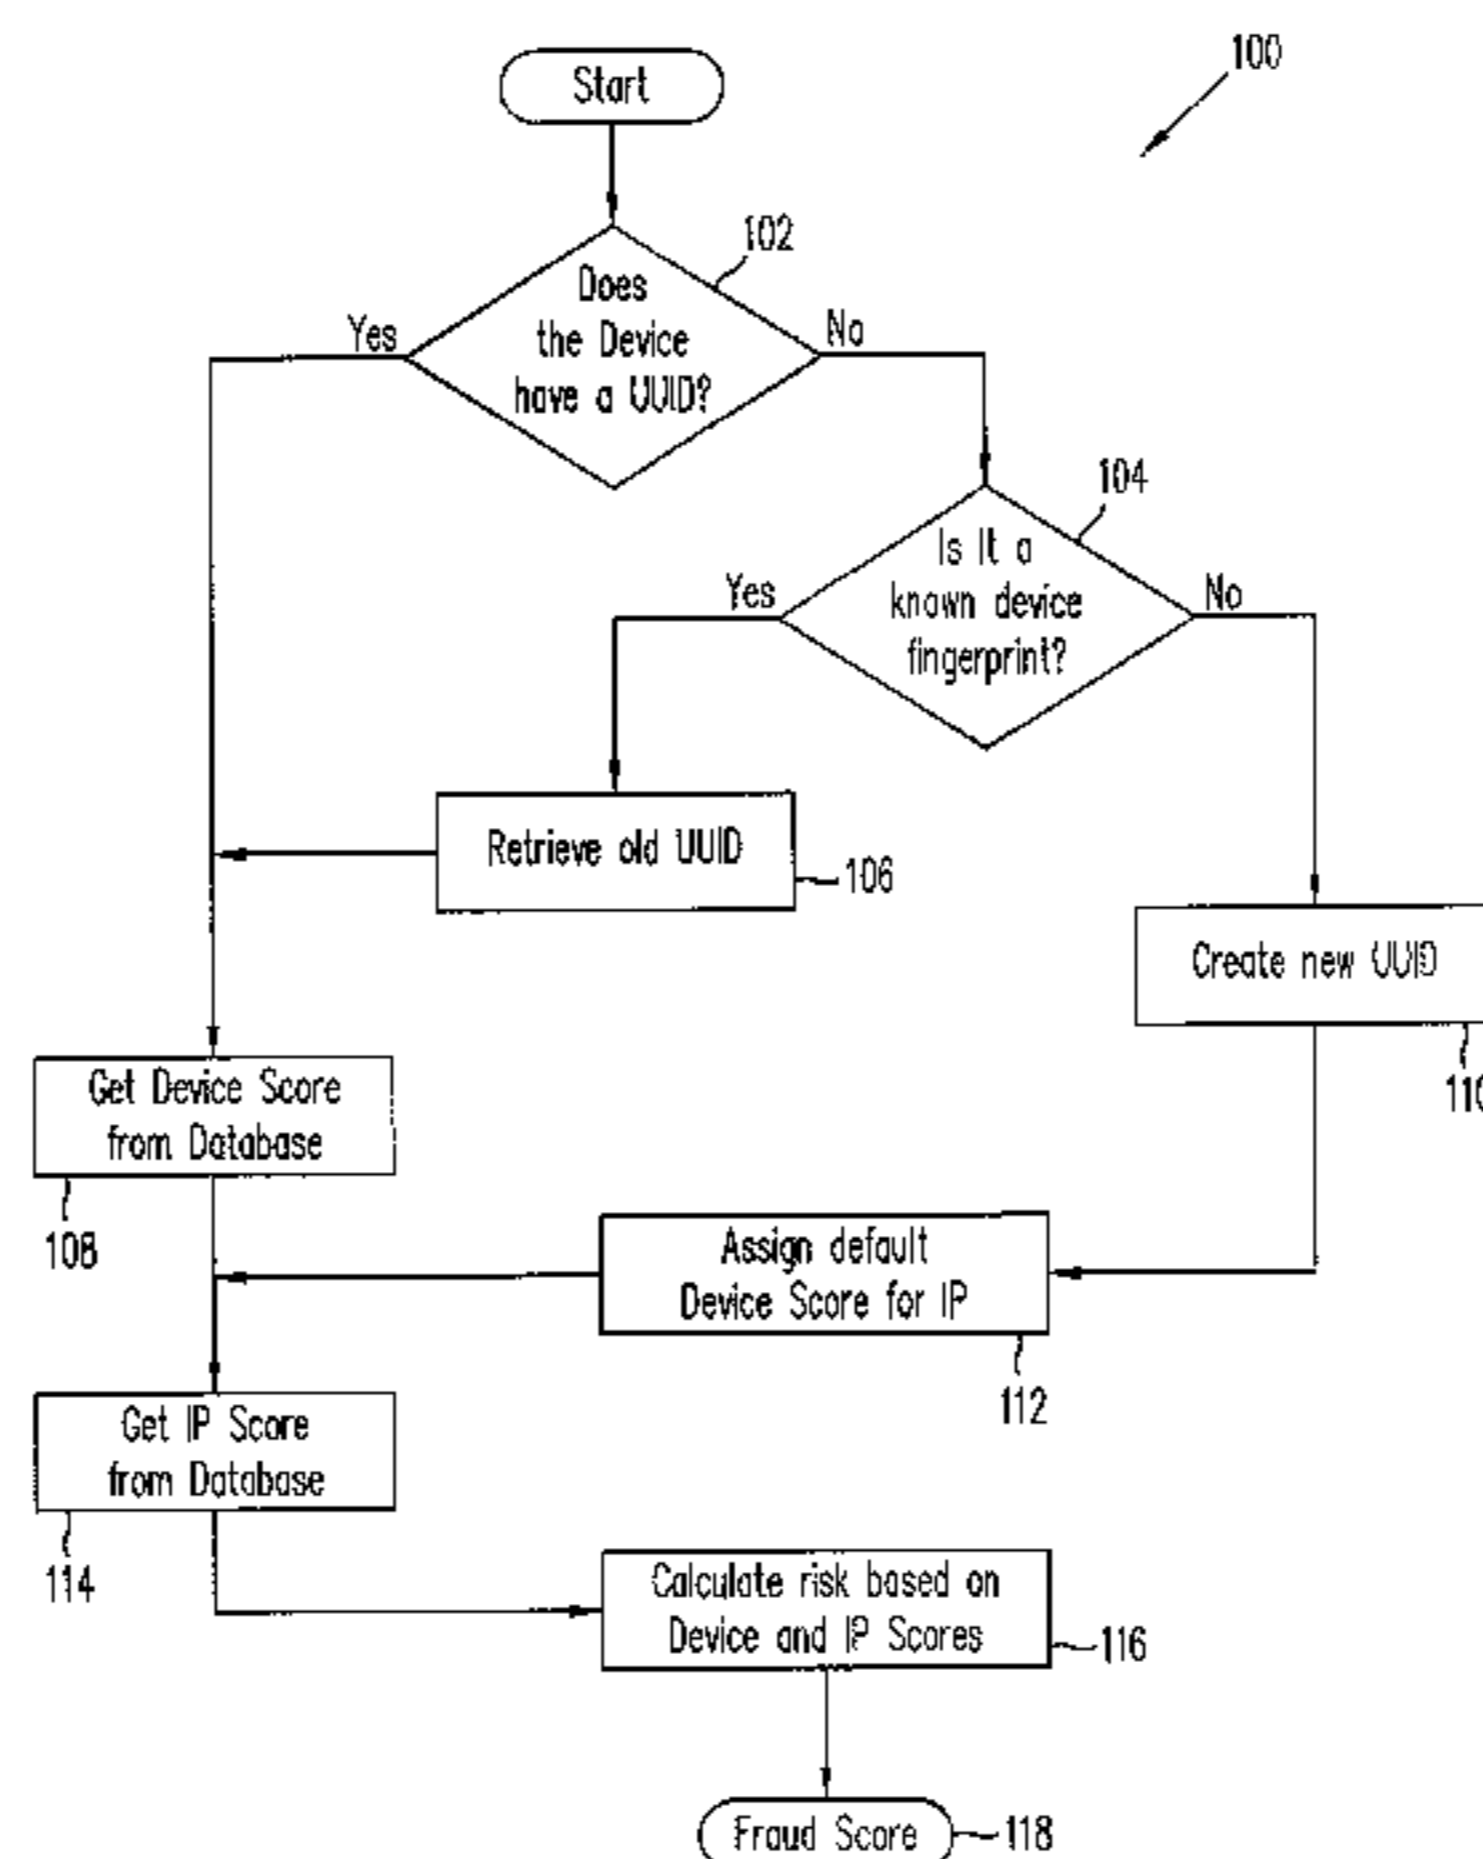 100
Start
102
Does
the Device
have a UUID?
Yes
No
104
Is It a
known device
fingerprint?
Yes
No
Retrieve old UUID
106
Create new UUID
110
Get Device Score
from Database
108
Assign default
Device Score for IP
112
Get IP Score
from Database
114
Calculate risk based on
Device and IP Scores
116
Fraud Score
118